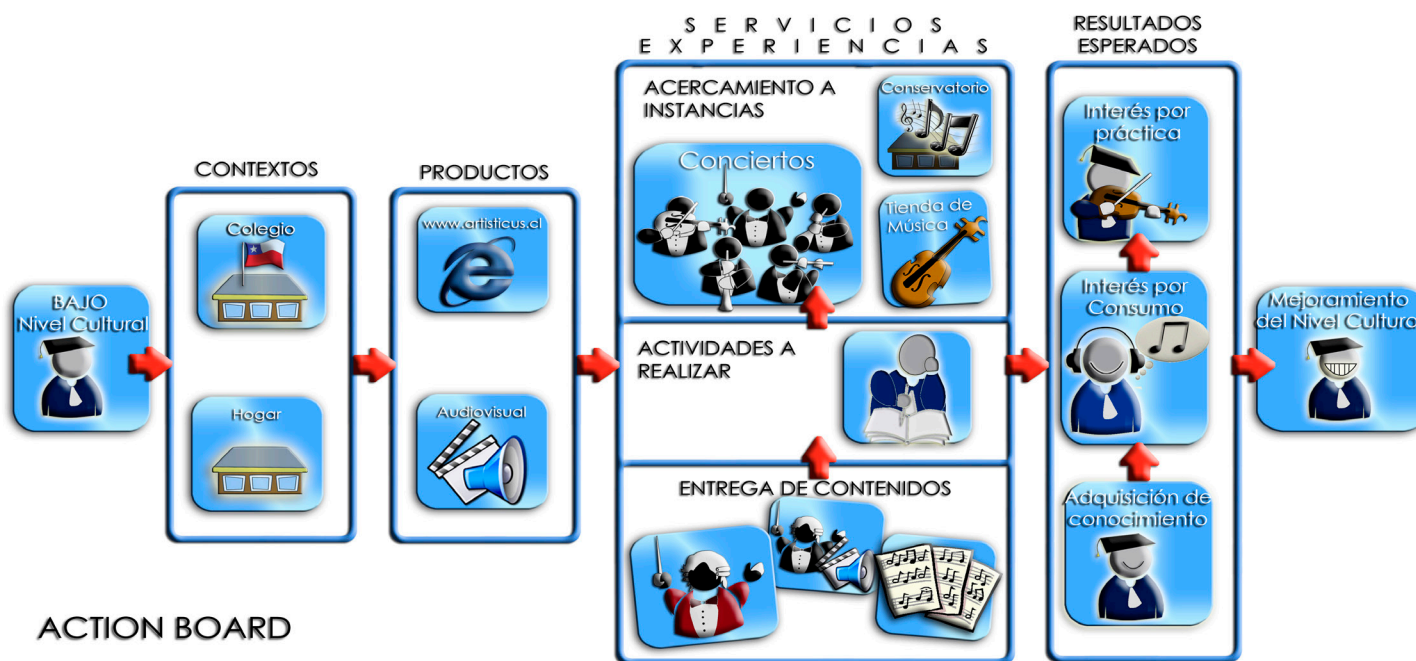 SERVICIOS
EXPERIENCIAS
RESULTADOS
ESPERADOS
CONTEXTOS
PRODUCTOS
BAJO
Nivel Cultural
Colegio
Hogar
www.artisticus.cl
Audiovisual
ACERCAMIENTO A
INSTANCIAS
Conservatorio
Conciertos
Tienda de
Música
ACTIVIDADES A
REALIZAR
ENTREGA DE CONTENIDOS
Interés por
práctica
Interés por
Consumo
Adquisición de
conocimiento
Mejoramiento
del Nivel Cultural
ACTION BOARD